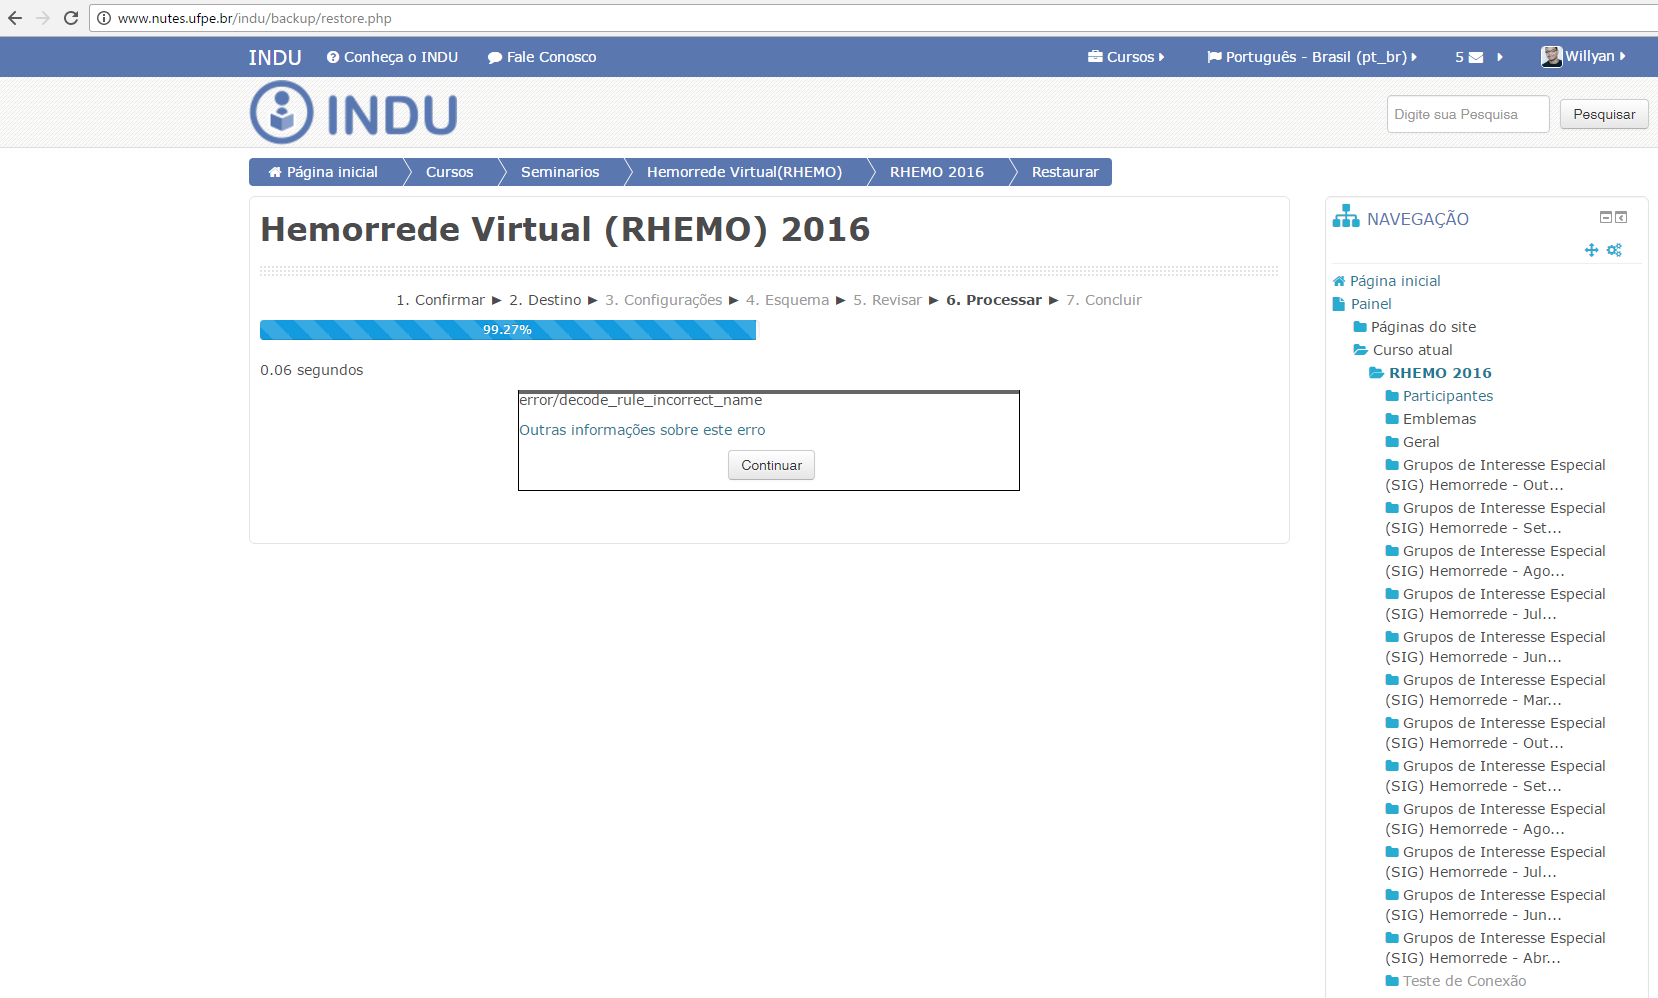 www.nutes.ufpe.br/indu/backup/restore.php
INDU Conheça o INDU Fale Conosco Cursos Português - Brasil (pt_br) 5 Willyan
INDU
Digite sua Pesquisa Pesquisar
Página inicial Cursos Seminarios Hemorrede Virtual(RHEMO) RHEMO 2016 Restaurar
Hemorrede Virtual (RHEMO) 2016
1. Confirmar ► 2. Destino ► 3. Configurações ► 4. Esquema ► 5. Revisar ► 6. Processar ► 7. Concluir
99.27%
0.06 segundos
error/decode_rule_incorrect_name
Outras informações sobre este erro
Continuar
NAVEGAÇÃO
Página inicial
Painel
Páginas do site
Curso atual
RHEMO 2016
Participantes
Emblemas
Geral
Grupos de Interesse Especial
(SIG) Hemorrede - Out...
Grupos de Interesse Especial
(SIG) Hemorrede - Set...
Grupos de Interesse Especial
(SIG) Hemorrede - Ago...
Grupos de Interesse Especial
(SIG) Hemorrede - Jul...
Grupos de Interesse Especial
(SIG) Hemorrede - Jun...
Grupos de Interesse Especial
(SIG) Hemorrede - Mar...
Grupos de Interesse Especial
(SIG) Hemorrede - Out...
Grupos de Interesse Especial
(SIG) Hemorrede - Set...
Grupos de Interesse Especial
(SIG) Hemorrede - Ago...
Grupos de Interesse Especial
(SIG) Hemorrede - Jul...
Grupos de Interesse Especial
(SIG) Hemorrede - Jun...
Grupos de Interesse Especial
(SIG) Hemorrede - Abr...
Teste de Conexão